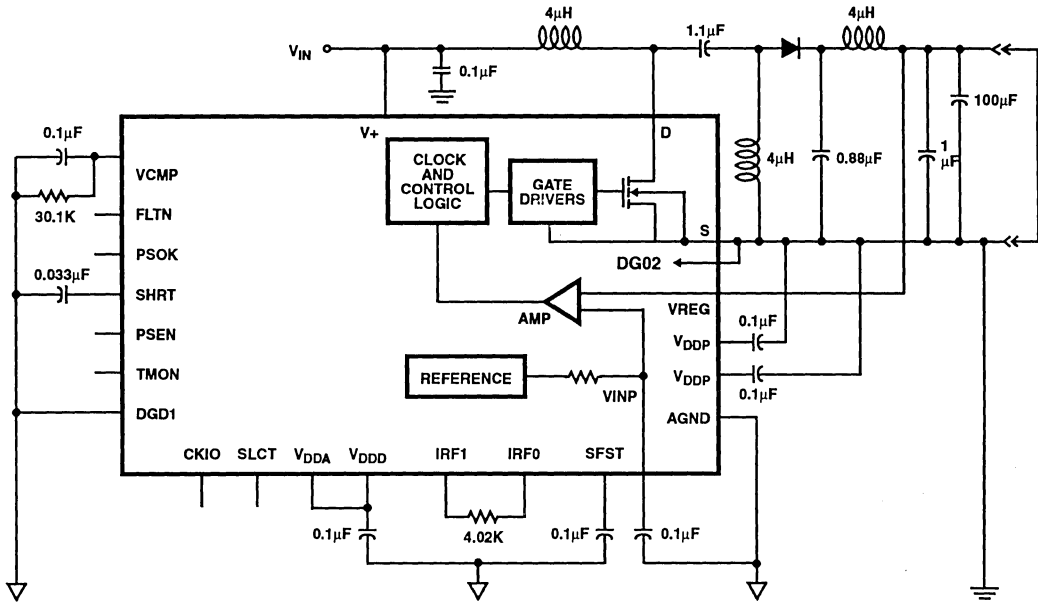 4μH
4μH
1.1μF
V_IN
0.1μF
100μF
V+
D
0.1μF
CLOCK
AND
CONTROL
LOGIC
GATE
DRIVERS
4μH
0.88μF
1
μF
VCMP
30.1K
FLTN
S
PSOK
DG02
0.033μF
SHRT
AMP
VREG
0.1μF
PSEN
V_DDP
TMON
REFERENCE
VINP
V_DDP
0.1μF
DGD1
AGND
CKIO
SLCT
V_DDA
V_DDD
IRF1
IRF0
SFST
0.1μF
4.02K
0.1μF
0.1μF